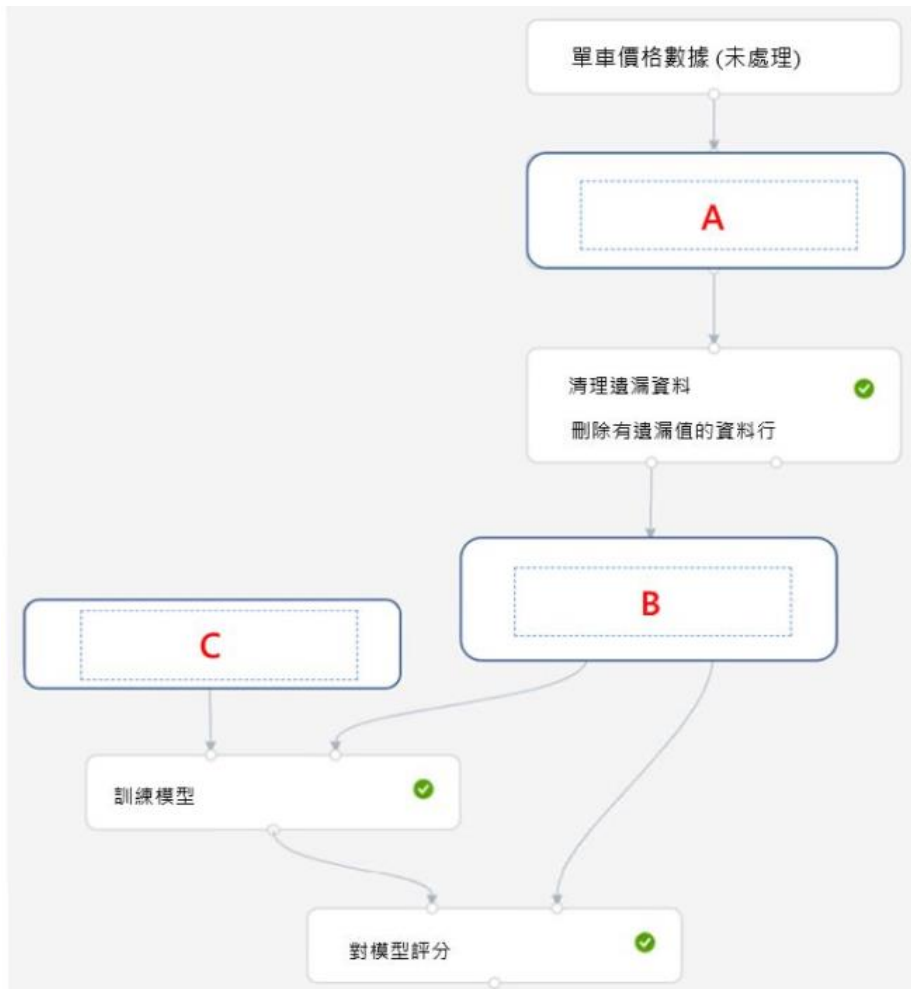 單車價格數據 (未處理)
A
清理遺漏資料
刪除有遺漏值的資料行
B
C
訓練模型
對模型評分